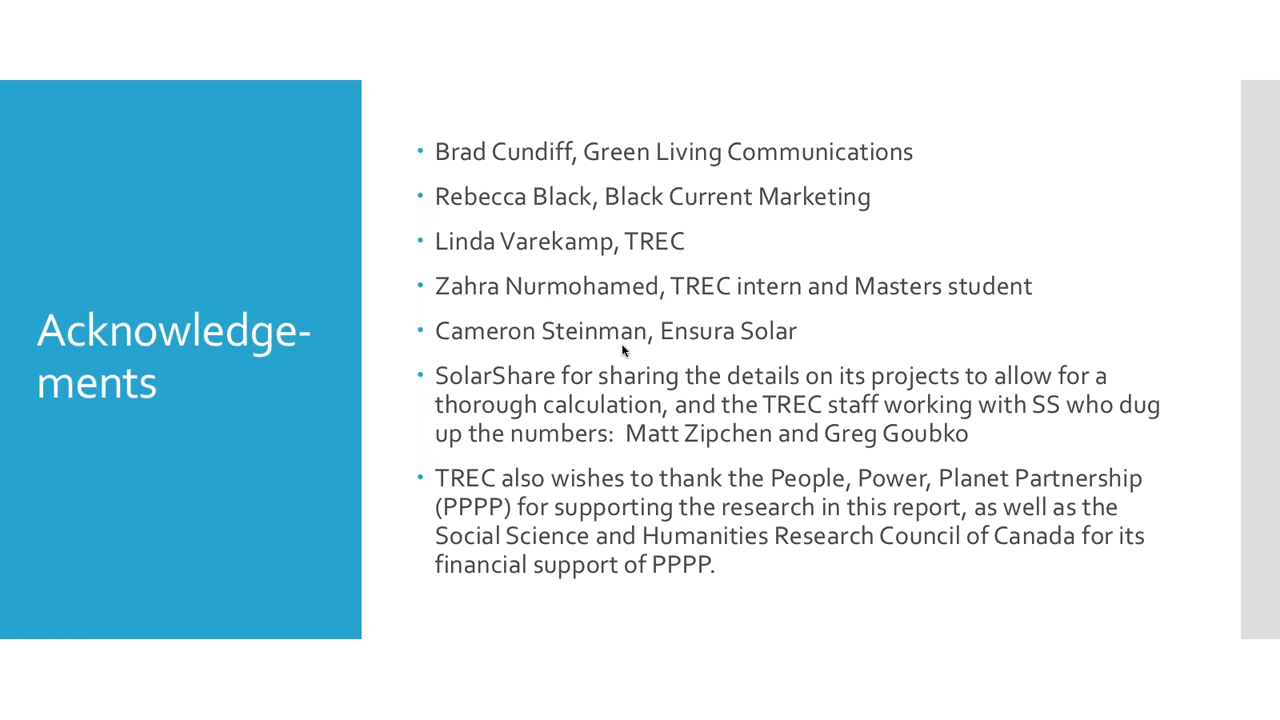 Acknowledge-
ments
• Brad Cundiff, Green Living Communications
• Rebecca Black, Black Current Marketing
• Linda Varekamp, TREC
• Zahra Nurmohamed, TREC intern and Masters student
• Cameron Steinman, Ensura Solar
• SolarShare for sharing the details on its projects to allow for a
thorough calculation, and the TREC staff working with SS who dug
up the numbers:  Matt Zipchen and Greg Goubko
• TREC also wishes to thank the People, Power, Planet Partnership
(PPPP) for supporting the research in this report, as well as the
Social Science and Humanities Research Council of Canada for its
financial support of PPPP.